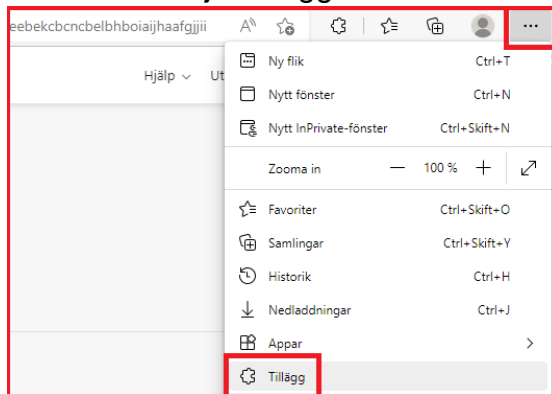 eebekcbcncbelbhboiaijhaafgjjii
Hjälp Ut
Ny flik Ctrl+T
Nytt fönster Ctrl+N
Nytt InPrivate-fönster Ctrl+Skift+N
Zooma in — 100 % +
Favoriter Ctrl+Skift+O
Samlingar Ctrl+Skift+Y
Historik Ctrl+H
Nedladdningar Ctrl+J
Appar
Tillägg